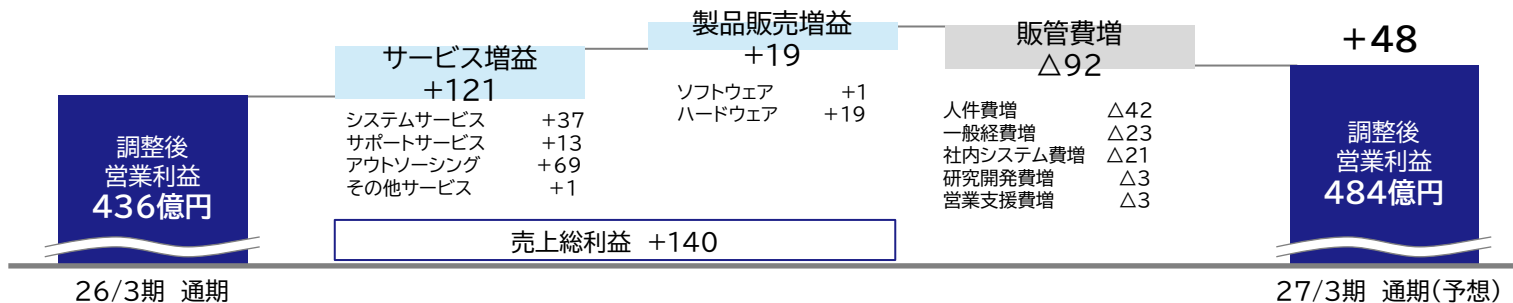 調整後
営業利益
436億円
26/3期 通期
サービス増益
+121
システムサービス +37
サポートサービス +13
アウトソーシング +69
その他サービス +1
製品販売増益
+19
ソフトウェア +1
ハードウェア +19
売上総利益 +140
販管費増
△92
人件費増 △42
一般経費増 △23
社内システム費増 △21
研究開発費増 △3
営業支援費増 △3
+48
調整後
営業利益
484億円
27/3期 通期(予想)